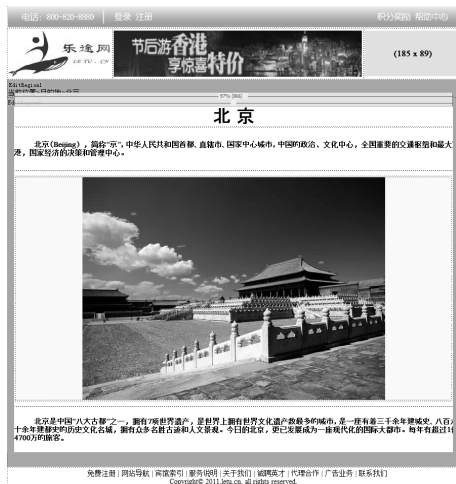 电话：800-820-8880 │ 登录 注册 积分奖励 帮助中心
乐途网
LE TU . CN
节后游香港
享惊喜特价
(185 x 89)
EditRegion1
当前位置>目的地>北京
97% (866)
北京
北京(Beijing)，简称“京”，中华人民共和国首都、直辖市、国家中心城市，中国的政治、文化中心，全国重要的交通枢纽和最大
港，国家经济的决策和管理中心。
北京是中国“八大古都”之一，拥有7项世界遗产，是世界上拥有世界文化遗产数最多的城市，是一座有着三千余年建城史、八百
十余年建都史的历史文化名城，拥有众多名胜古迹和人文景观。今日的北京，更已发展成为一座现代化的国际大都市。每年有超过
4700万的旅客。
免费注册 | 网站导航 | 宾馆索引 | 服务说明 | 关于我们 | 诚聘英才 | 代理合作 | 广告业务 | 联系我们
Copyright© 2011,letu.cn. all rights reserved.